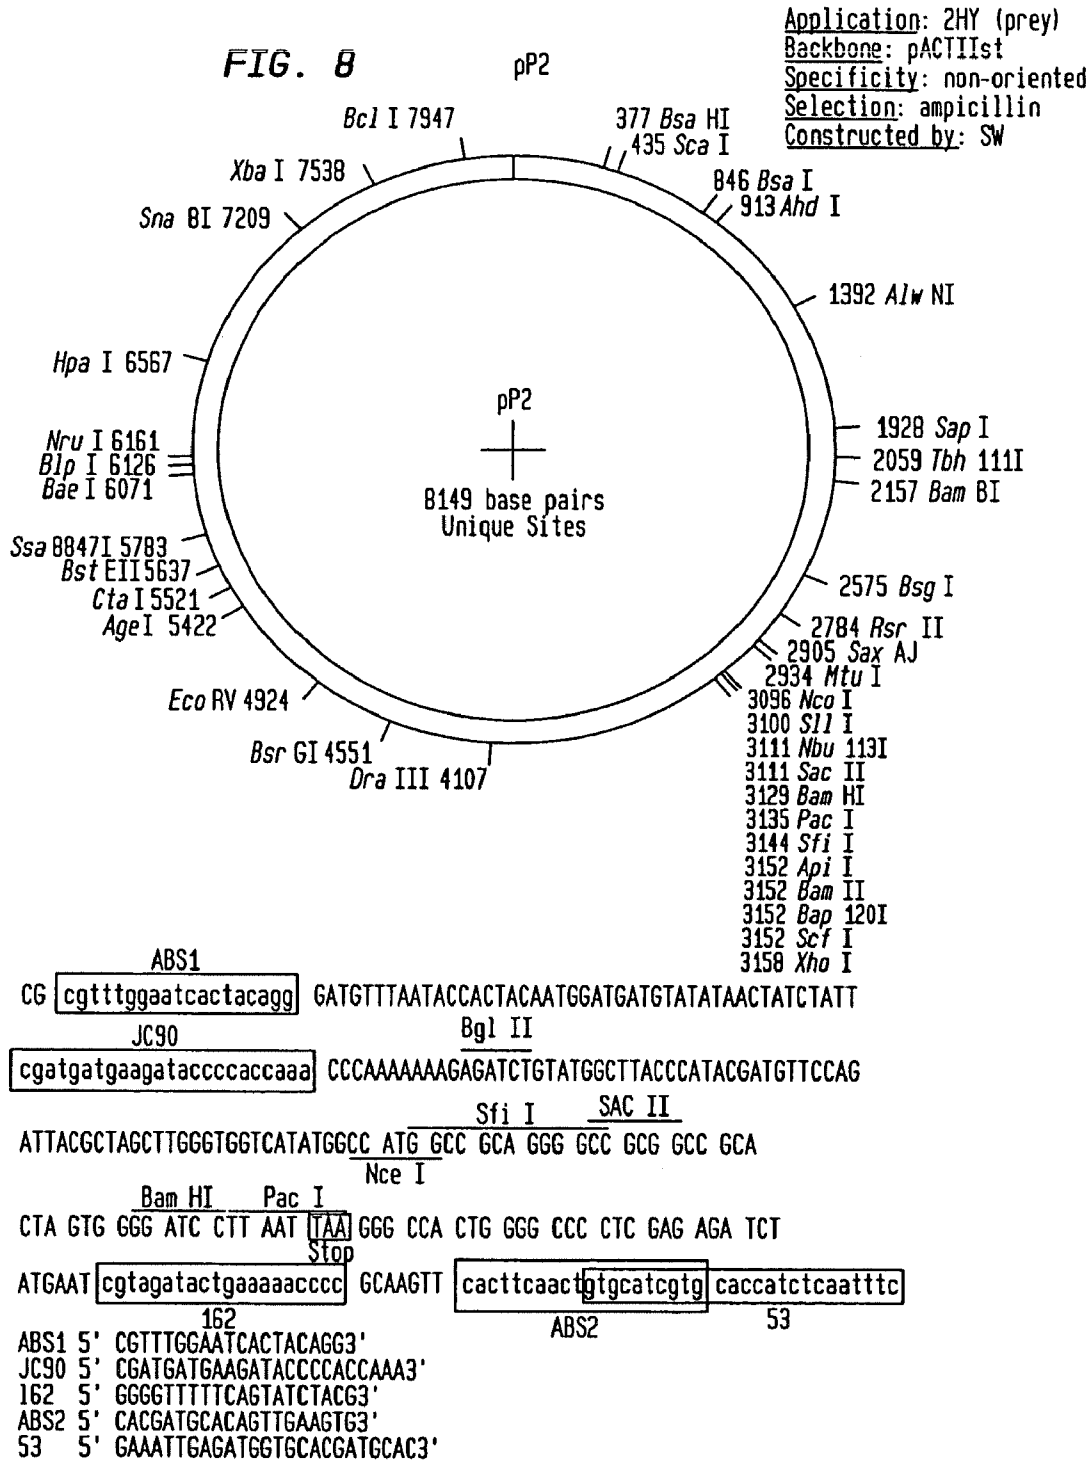 FIG. 8
pP2
Application: 2HY (prey)
Backbone: pACTIIst
Specificity: non-oriented
Selection: ampicillin
Constructed by: SW
Bcl I 7947
Xba I 7538
Sna BI 7209
Hpa I 6567
Nru I 6161
Blp I 6126
Bae I 6071
Ssa 8847I 5783
Bst EII 5637
Cta I 5521
Age I 5422
Eco RV 4924
Bsr GI 4551
Dra III 4107
377 Bsa HI
435 Sca I
846 Bsa I
913 Ahd I
1392 Alw NI
1928 Sap I
2059 Tbh 111I
2157 Bam BI
2575 Bsg I
2784 Rsr II
2905 Sax AJ
2934 Mtu I
3096 Nco I
3100 Sll I
3111 Nbu 113I
3111 Sac II
3129 Bam HI
3135 Pac I
3144 Sfi I
3152 Api I
3152 Bam II
3152 Bap 120I
3152 Scf I
3158 Xho I
pP2
8149 base pairs
Unique Sites
ABS1
CG cgtttggaatcactacagg GATGTTTAATACCACTACAATGGATGATGTATATAACTATCTATT
JC90
Bgl II
cgatgatgaagataccccaccaaa CCCAAAAAAAGAGATCTGTATGGCTTACCCATACGATGTTCCAG
Sfi I
SAC II
ATTACGCTAGCTTGGGTGGTCATATGGCC ATG GCC GCA GGG GCC GCG GCC GCA
Nce I
Bam HI
Pac I
CTA GTG GGG ATC CTT AAT TAA GGG CCA CTG GGG CCC CTC GAG AGA TCT
Stop
ATGAAT cgtagatactgaaaaacccc GCAAGTT cacttcaactgtgcatcgtg caccatctcaatttc
162
ABS2
53
ABS1 5' CGTTTGGAATCACTACAGG3'
JC90 5' CGATGATGAAGATACCCCACCAAA3'
162 5' GGGGTTTTTCAGTATCTACG3'
ABS2 5' CACGATGCACAGTTGAAGTG3'
53 5' GAAATTGAGATGGTGCACGATGCAC3'